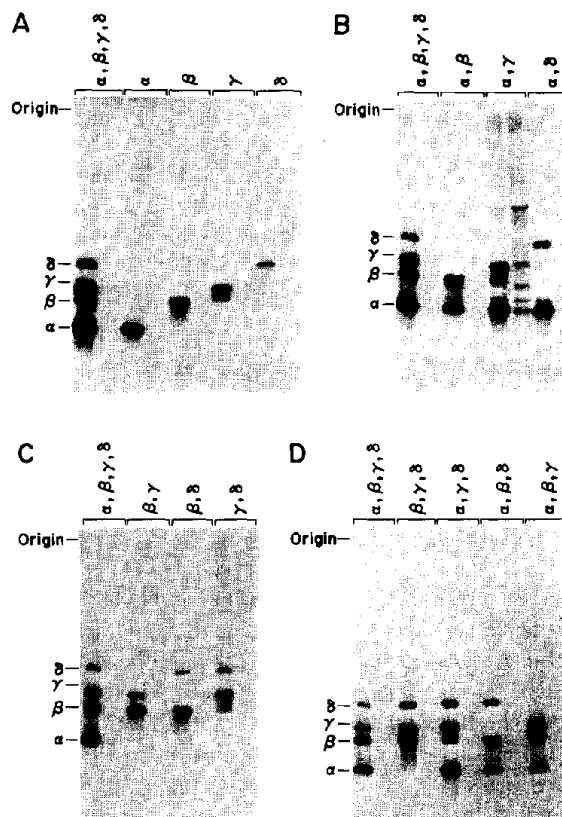 A
α,β,γ,δ
α
β
γ
δ
Origin—
δ—
γ—
β—
α—
B
α,β,γ,δ
α,β
α,γ
α,δ
Origin—
δ—
γ—
β—
α—
C
α,β,γ,δ
β,γ
β,δ
γ,δ
Origin—
δ—
γ—
β—
α—
D
α,β,γ,δ
β,γ,δ
α,γ,δ
α,β,δ
α,β,γ
Origin—
δ—
γ—
β—
α—